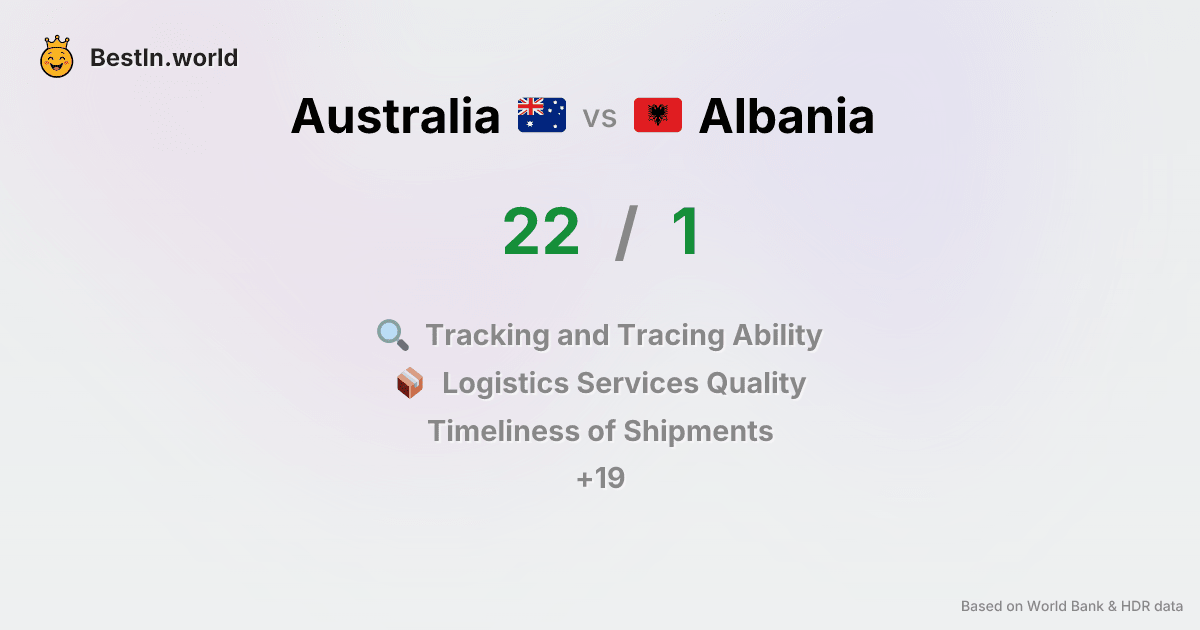 BestIn.world
Australia vs Albania
22 / 1
Tracking and Tracing Ability
Logistics Services Quality
Timeliness of Shipments
+19
Based on World Bank & HDR data